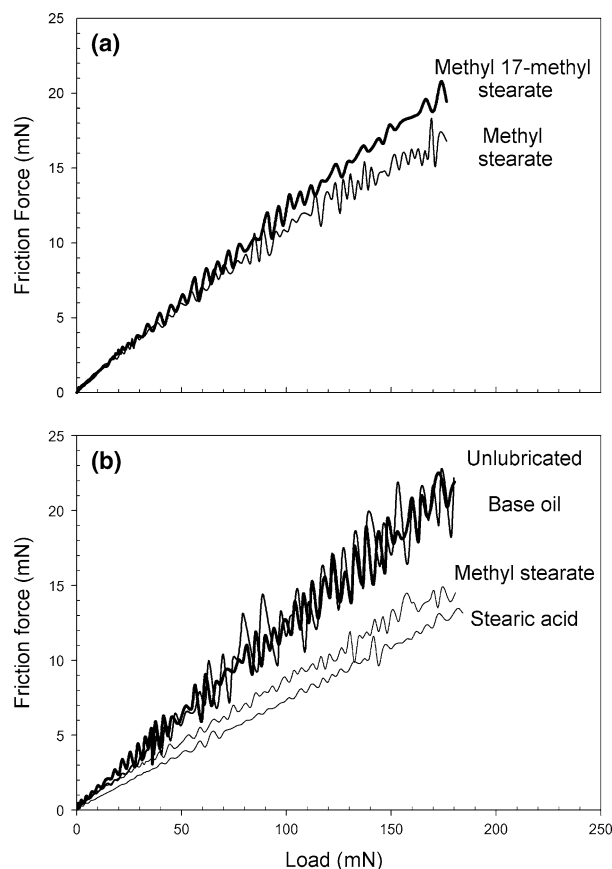 (a)
Methyl 17-methyl
stearate
Methyl
stearate
Friction Force (mN)
25
20
15
10
5
0
(b)
Unlubricated
Base oil
Methyl stearate
Stearic acid
Friction force (mN)
25
20
15
10
5
0
0 50 100 150 200 250
Load (mN)